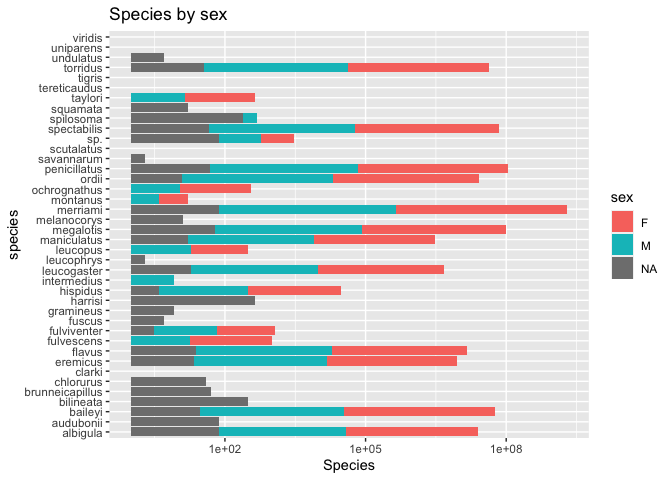 Species by sex
species
viridis
uniparens
undulatus
torridus
tigris
tereticaudus
taylori
squamata
spilosoma
spectabilis
sp.
scutalatus
savannarum
penicillatus
ordii
ochrognathus
montanus
merriami
melanocorys
megalotis
maniculatus
leucopus
leucophrys
leucogaster
intermedius
hispidus
harrisi
gramineus
fuscus
fulviventer
fulvescens
flavus
eremicus
clarki
chlorurus
brunneicapillus
bilineata
baileyi
audubonii
albigula
1e+02 1e+05 1e+08
Species
sex
F
M
NA